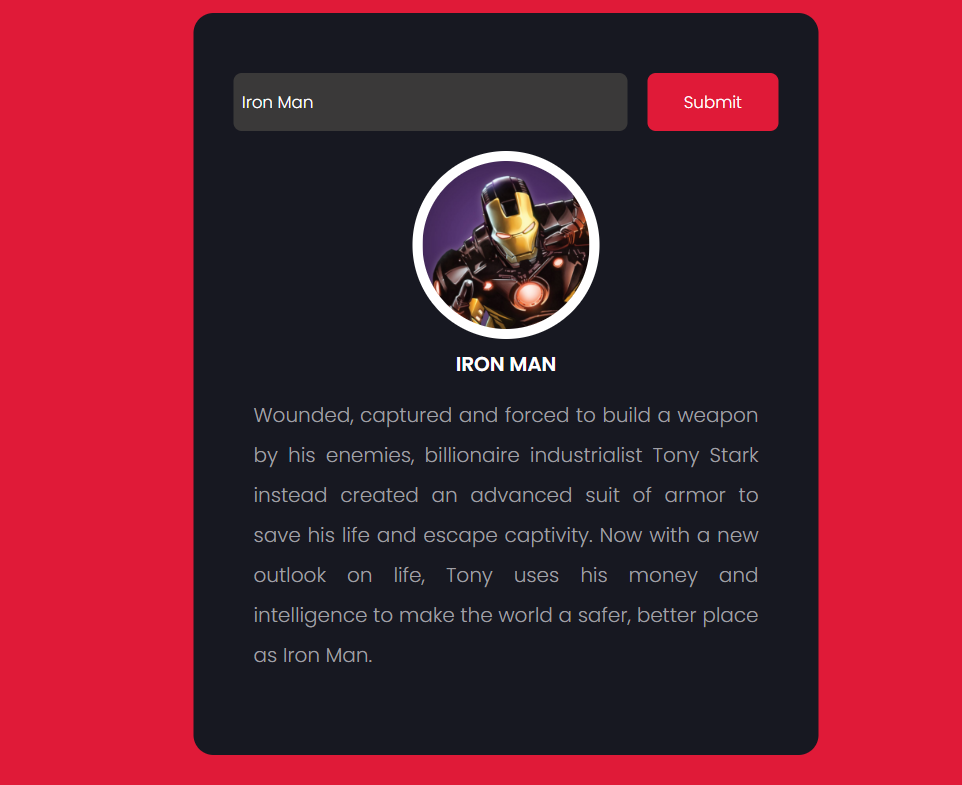 Iron Man
Submit
IRON MAN
Wounded, captured and forced to build a weapon
by his enemies, billionaire industrialist Tony Stark
instead created an advanced suit of armor to
save his life and escape captivity. Now with a new
outlook on life, Tony uses his money and
intelligence to make the world a safer, better place
as Iron Man.